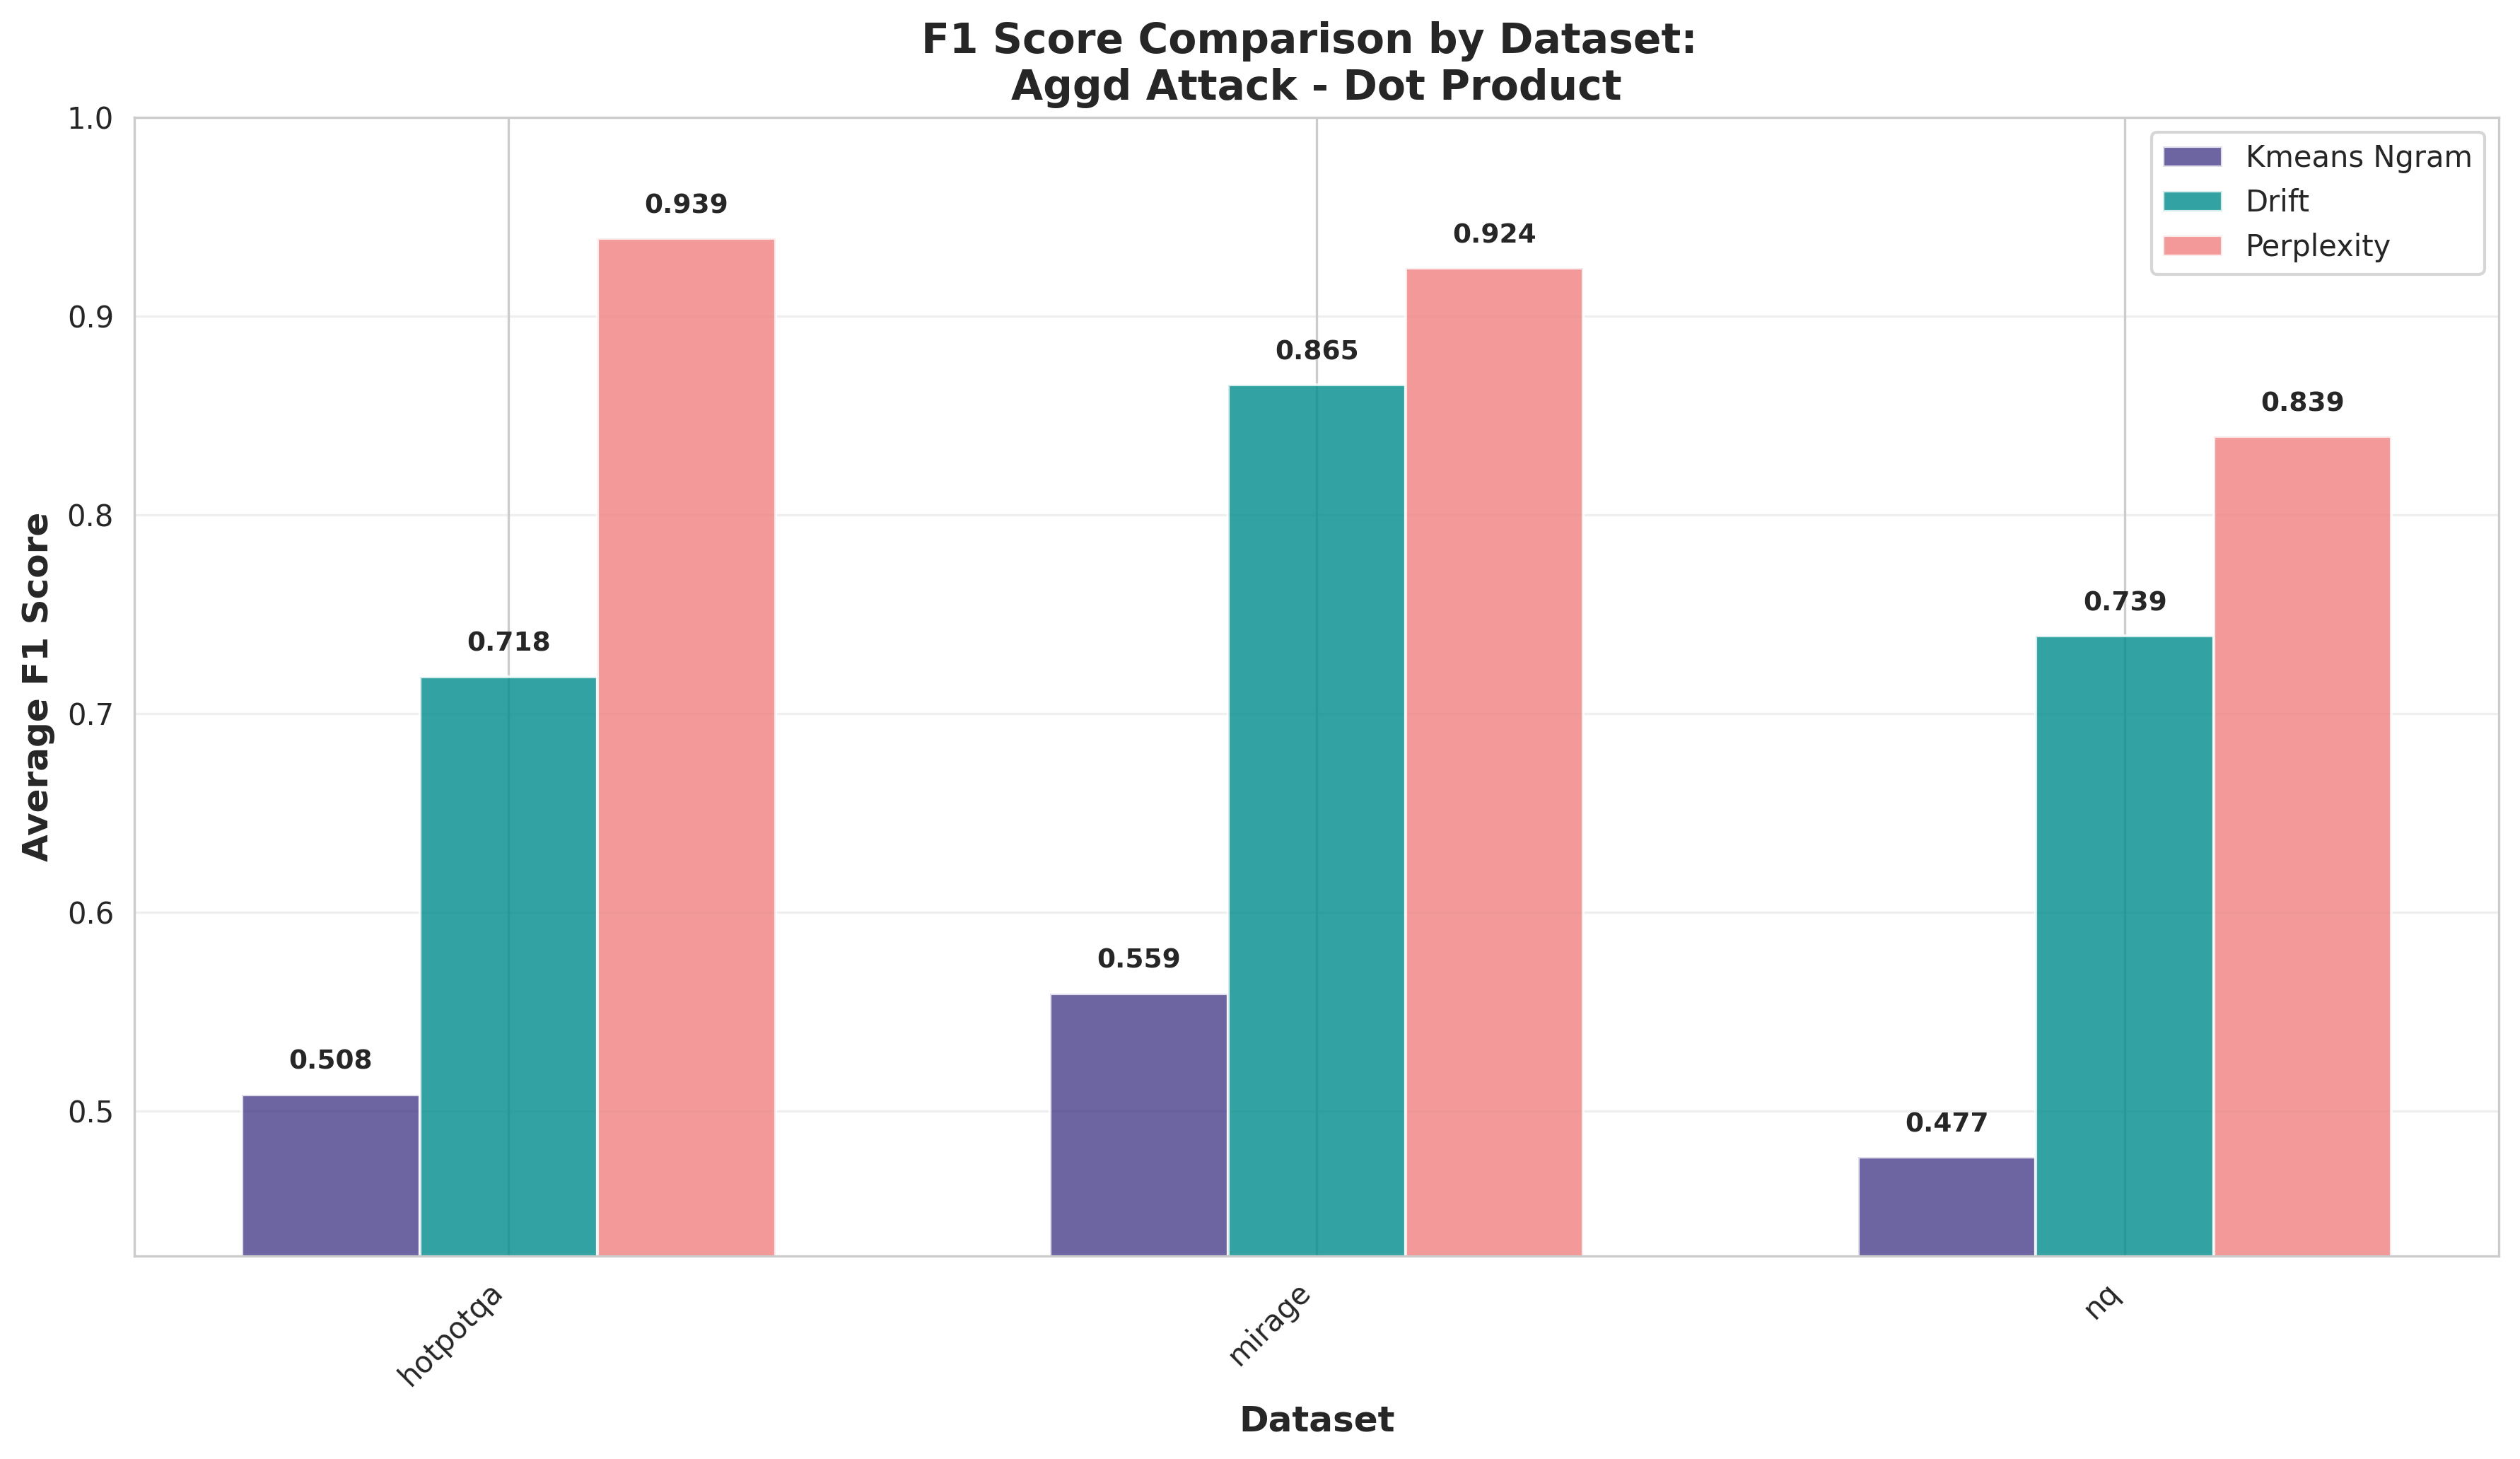 F1 Score Comparison by Dataset:
Aggd Attack - Dot Product
Kmeans Ngram
Drift
Perplexity
Average F1 Score
1.0
0.9
0.8
0.7
0.6
0.5
0.508
0.718
0.939
0.559
0.865
0.924
0.477
0.739
0.839
hotpotqa
mirage
nq
Dataset